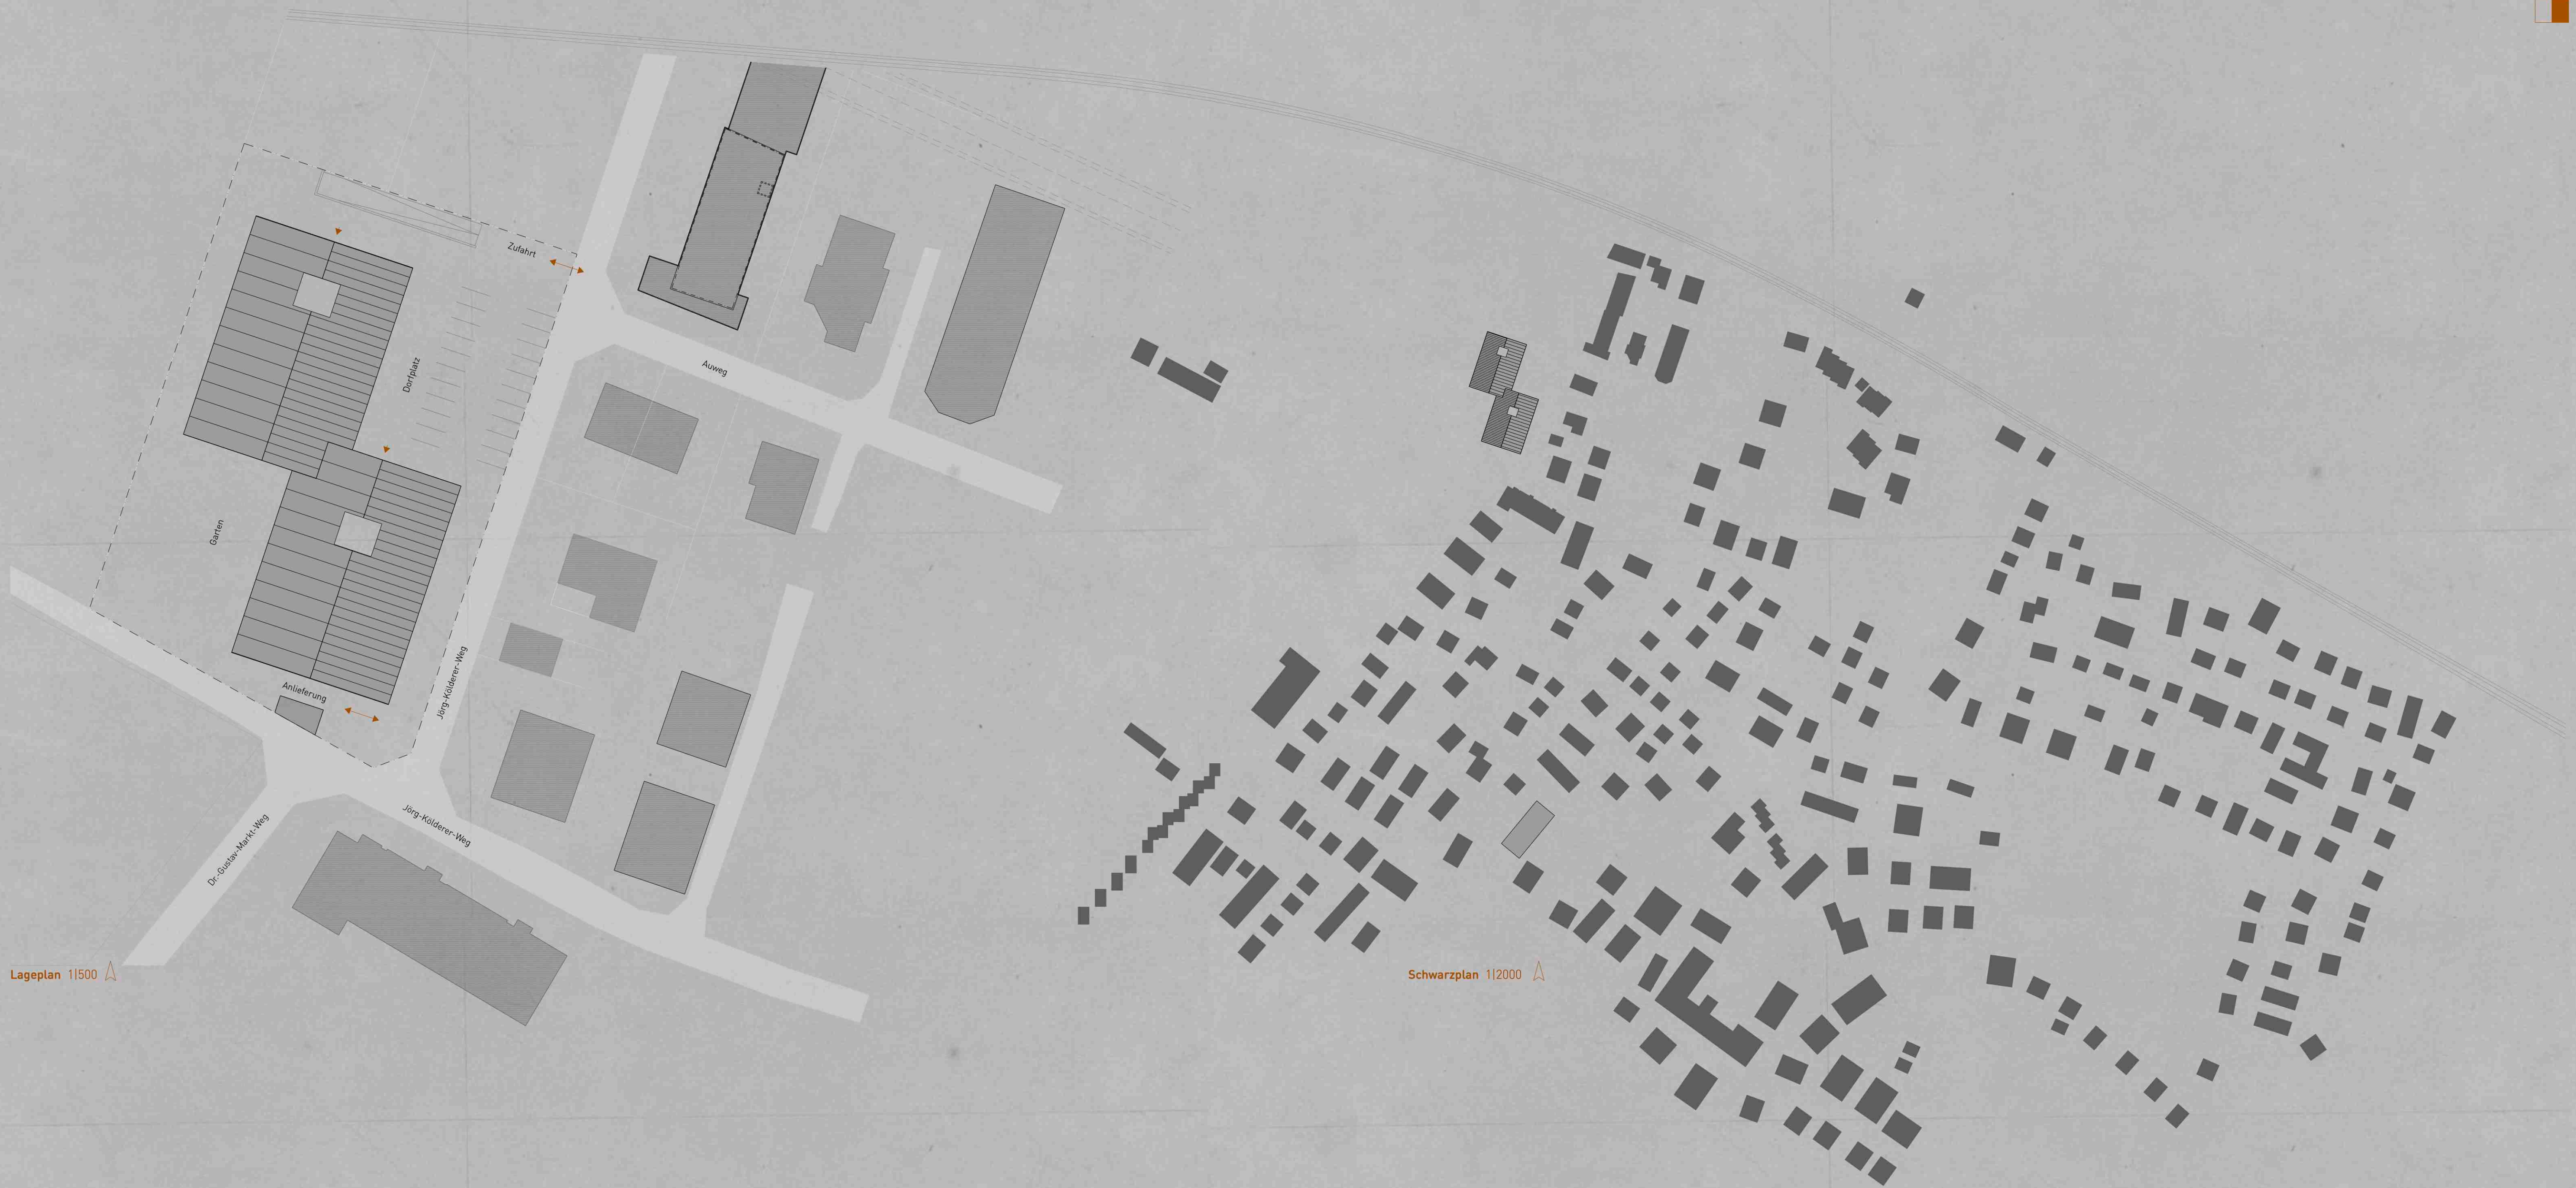 Zufahrt
Dorfplatz
Auweg
Garten
Jörg-Kölderer-Weg
Anlieferung
Jörg-Kölderer-Weg
Dr.-Gustav-Markt-Weg
Lageplan 1|500
Schwarzplan 1|2000